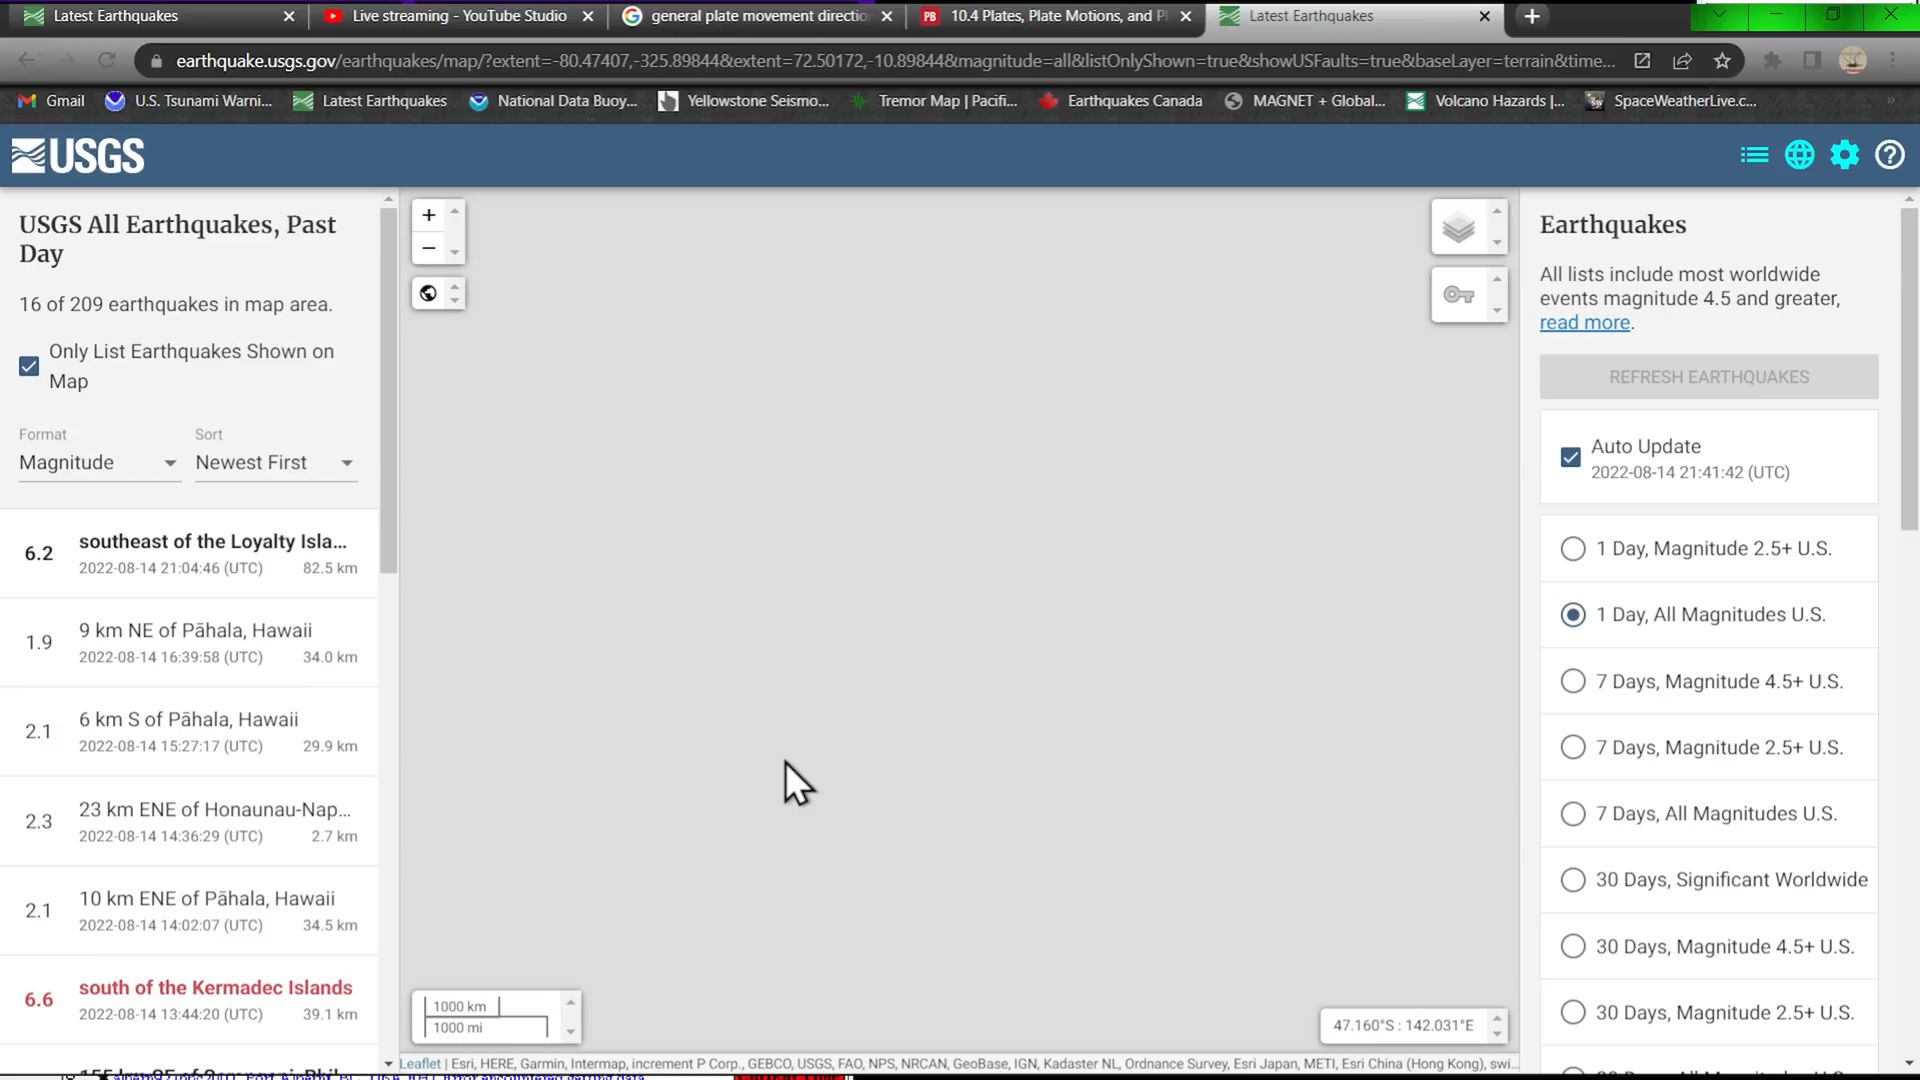 Latest Earthquakes
Live streaming - YouTube Studio
general plate movement directio
10.4 Plates, Plate Motions, and Pl
Latest Earthquakes
earthquake.usgs.gov/earthquakes/map/?extent=-80.47407,-325.89844&extent=72.50172,-10.89844&magnitude=all&listOnlyShown=true&showUSFaults=true&baseLayer=terrain&time...
Gmail
U.S. Tsunami Warni...
Latest Earthquakes
National Data Buoy...
Yellowstone Seismo...
Tremor Map | Pacifi...
Earthquakes Canada
MAGNET + Global...
Volcano Hazards |...
SpaceWeatherLive.c...
USGS
USGS All Earthquakes, Past
Day
16 of 209 earthquakes in map area.
Only List Earthquakes Shown on
Map
Format
Sort
Magnitude
Newest First
6.2
southeast of the Loyalty Isla...
2022-08-14 21:04:46 (UTC)
82.5 km
1.9
9 km NE of Pāhala, Hawaii
2022-08-14 16:39:58 (UTC)
34.0 km
2.1
6 km S of Pāhala, Hawaii
2022-08-14 15:27:17 (UTC)
29.9 km
2.3
23 km ENE of Honaunau-Nap...
2022-08-14 14:36:29 (UTC)
2.7 km
2.1
10 km ENE of Pāhala, Hawaii
2022-08-14 14:02:07 (UTC)
34.5 km
6.6
south of the Kermadec Islands
2022-08-14 13:44:20 (UTC)
39.1 km
+
−
1000 km
1000 mi
47.160°S : 142.031°E
Leaflet | Esri, HERE, Garmin, Intermap, increment P Corp., GEBCO, USGS, FAO, NPS, NRCAN, GeoBase, IGN, Kadaster NL, Ordnance Survey, Esri Japan, METI, Esri China (Hong Kong), swi...
Earthquakes
All lists include most worldwide
events magnitude 4.5 and greater,
read more.
REFRESH EARTHQUAKES
Auto Update
2022-08-14 21:41:42 (UTC)
1 Day, Magnitude 2.5+ U.S.
1 Day, All Magnitudes U.S.
7 Days, Magnitude 4.5+ U.S.
7 Days, Magnitude 2.5+ U.S.
7 Days, All Magnitudes U.S.
30 Days, Significant Worldwide
30 Days, Magnitude 4.5+ U.S.
30 Days, Magnitude 2.5+ U.S.